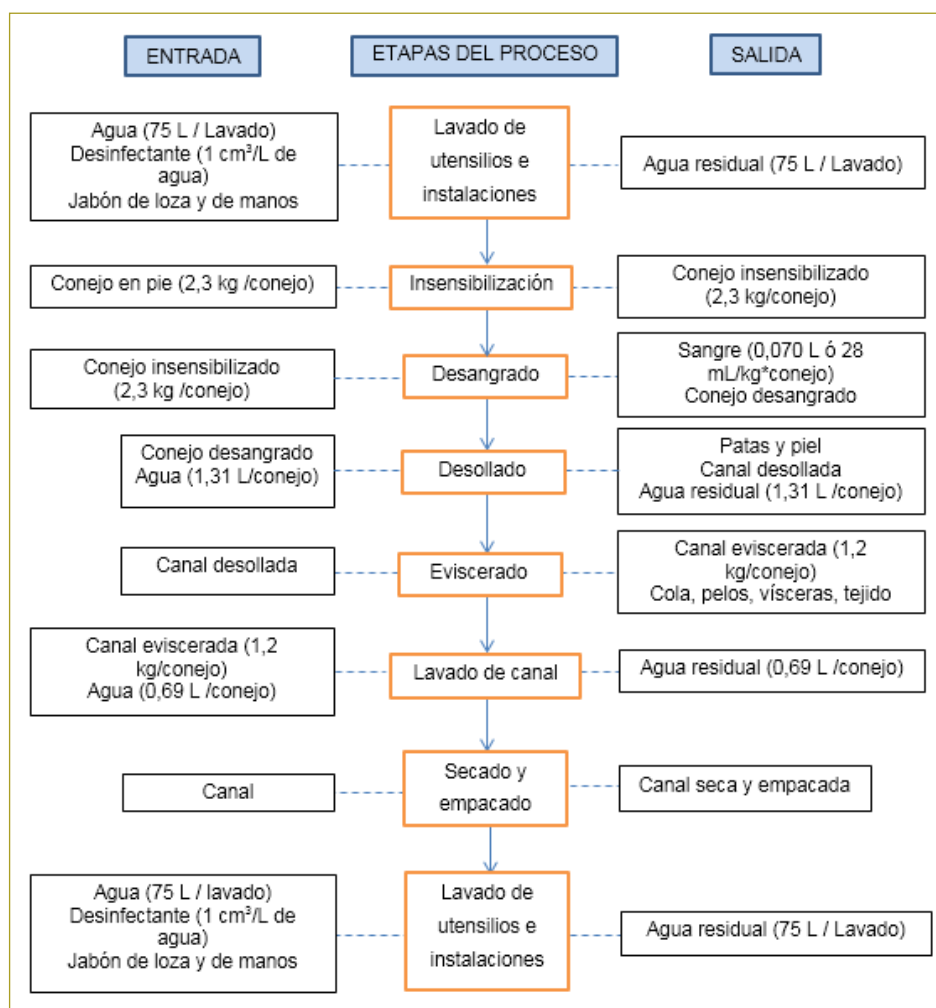 ENTRADA
ETAPAS DEL PROCESO
SALIDA
Agua (75 L / Lavado)
Desinfectante (1 cm³/L de
agua)
Jabón de loza y de manos
Lavado de
utensilios e
instalaciones
Agua residual (75 L / Lavado)
Conejo en pie (2,3 kg /conejo)
Insensibilización
Conejo insensibilizado
(2,3 kg/conejo)
Conejo insensibilizado
(2,3 kg /conejo)
Desangrado
Sangre (0,070 L ó 28
mL/kg*conejo)
Conejo desangrado
Conejo desangrado
Agua (1,31 L/conejo)
Desollado
Patas y piel
Canal desollada
Agua residual (1,31 L /conejo)
Canal desollada
Eviscerado
Canal eviscerada (1,2
kg/conejo)
Cola, pelos, vísceras, tejido
Canal eviscerada (1,2
kg/conejo)
Agua (0,69 L /conejo)
Lavado de canal
Agua residual (0,69 L /conejo)
Canal
Secado y
empacado
Canal seca y empacada
Agua (75 L / lavado)
Desinfectante (1 cm³/L de
agua)
Jabón de loza y de manos
Lavado de
utensilios e
instalaciones
Agua residual (75 L / Lavado)